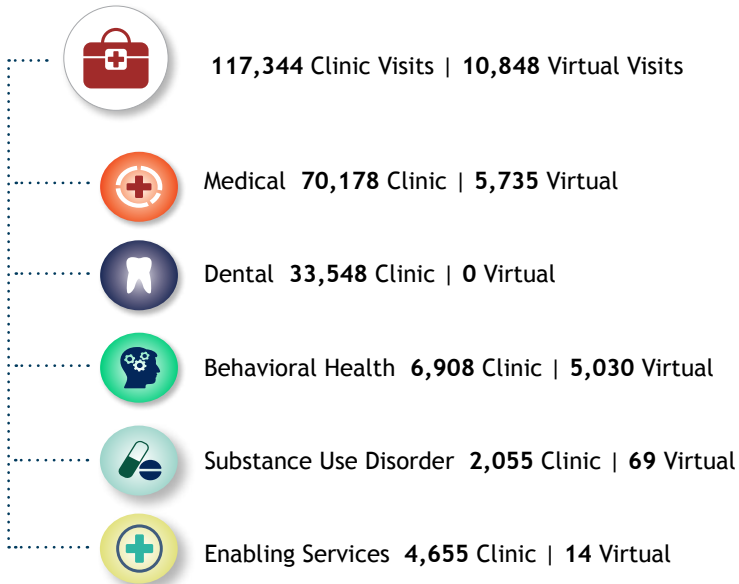 117,344 Clinic Visits | 10,848 Virtual Visits
Medical 70,178 Clinic | 5,735 Virtual
Dental 33,548 Clinic | 0 Virtual
Behavioral Health 6,908 Clinic | 5,030 Virtual
Substance Use Disorder 2,055 Clinic | 69 Virtual
Enabling Services 4,655 Clinic | 14 Virtual